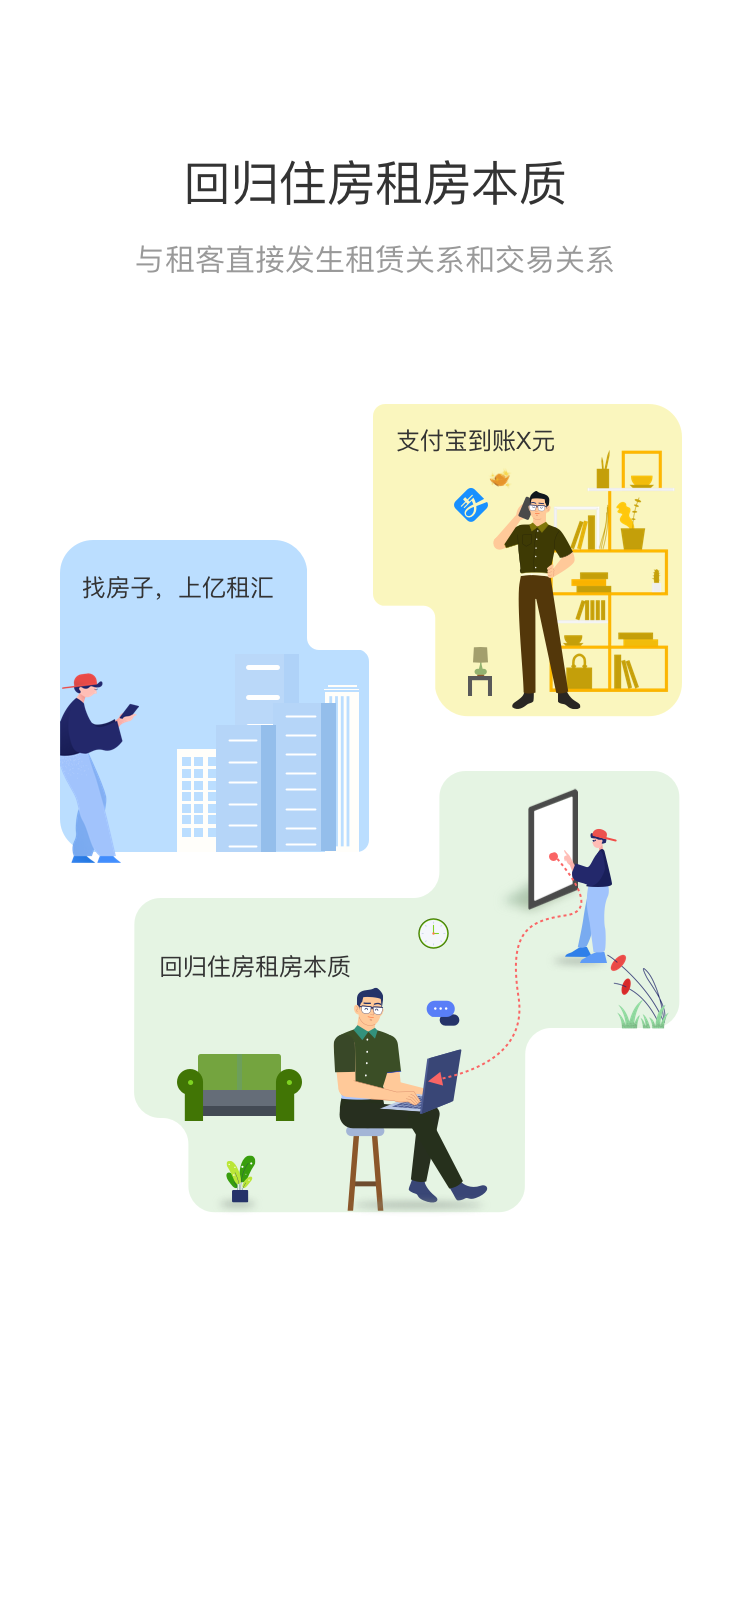 回归住房租房本质
与租客直接发生租赁关系和交易关系
支付宝到账X元
支
找房子，上亿租汇
回归住房租房本质